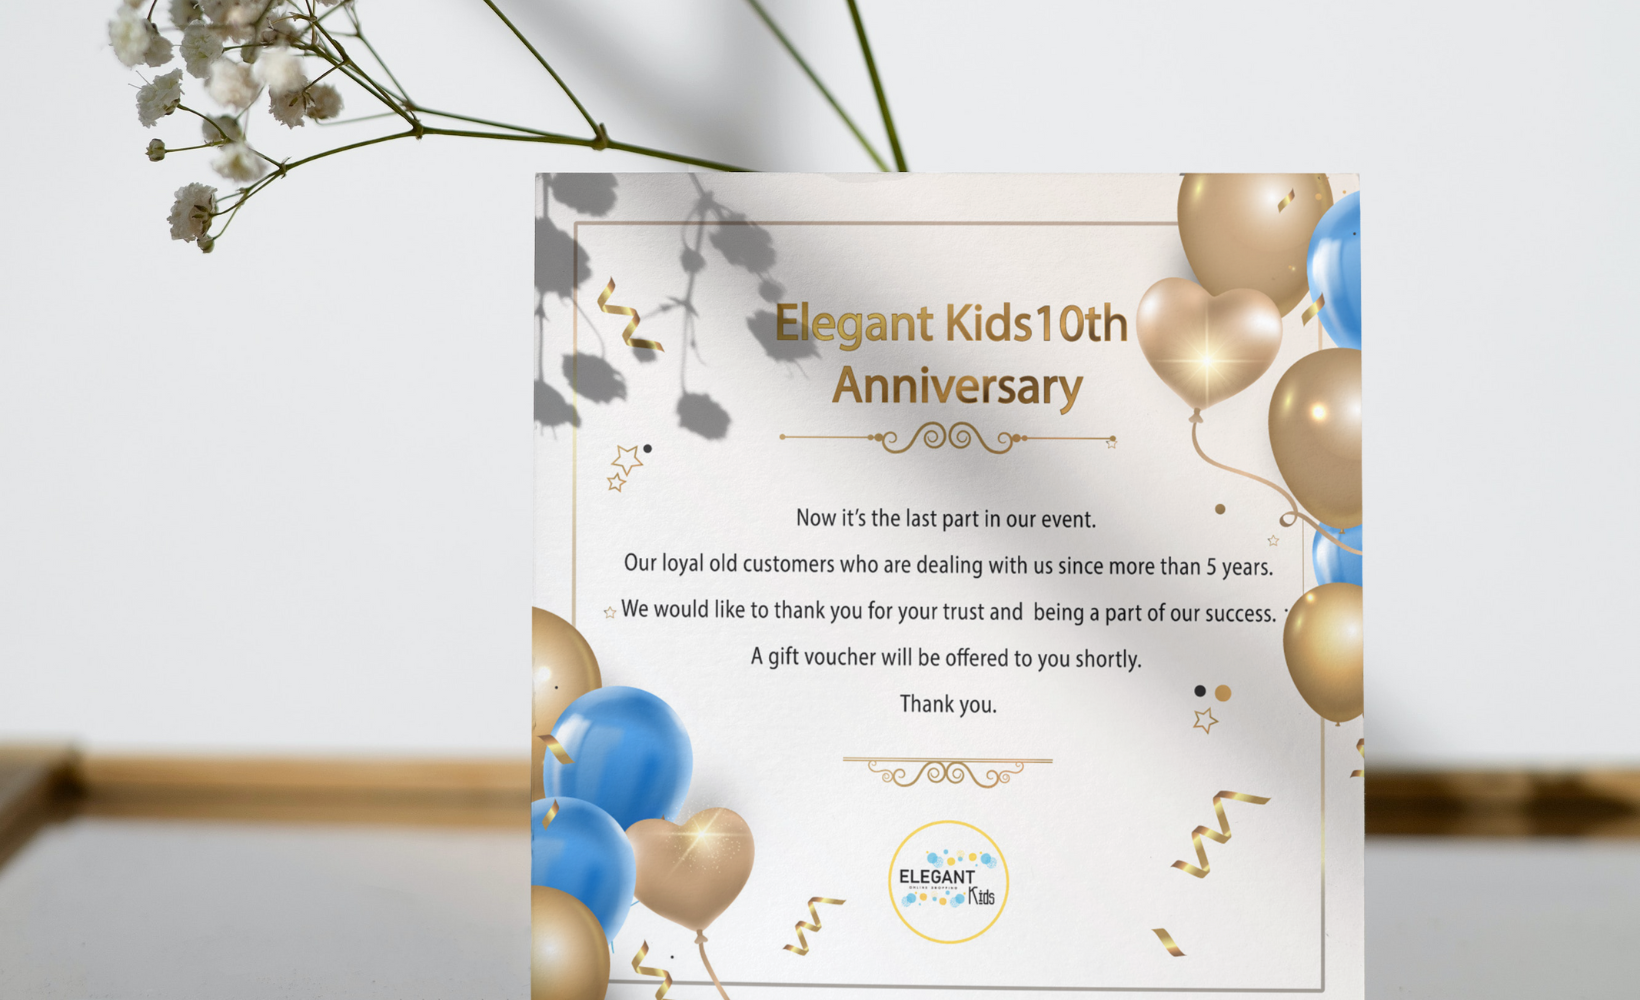 Elegant Kids10th
Anniversary
Now it’s the last part in our event.
Our loyal old customers who are dealing with us since more than 5 years.
We would like to thank you for your trust and  being a part of our success.
A gift voucher will be offered to you shortly.
Thank you.
ELEGANT
ONLINE SHOPPING
Kids